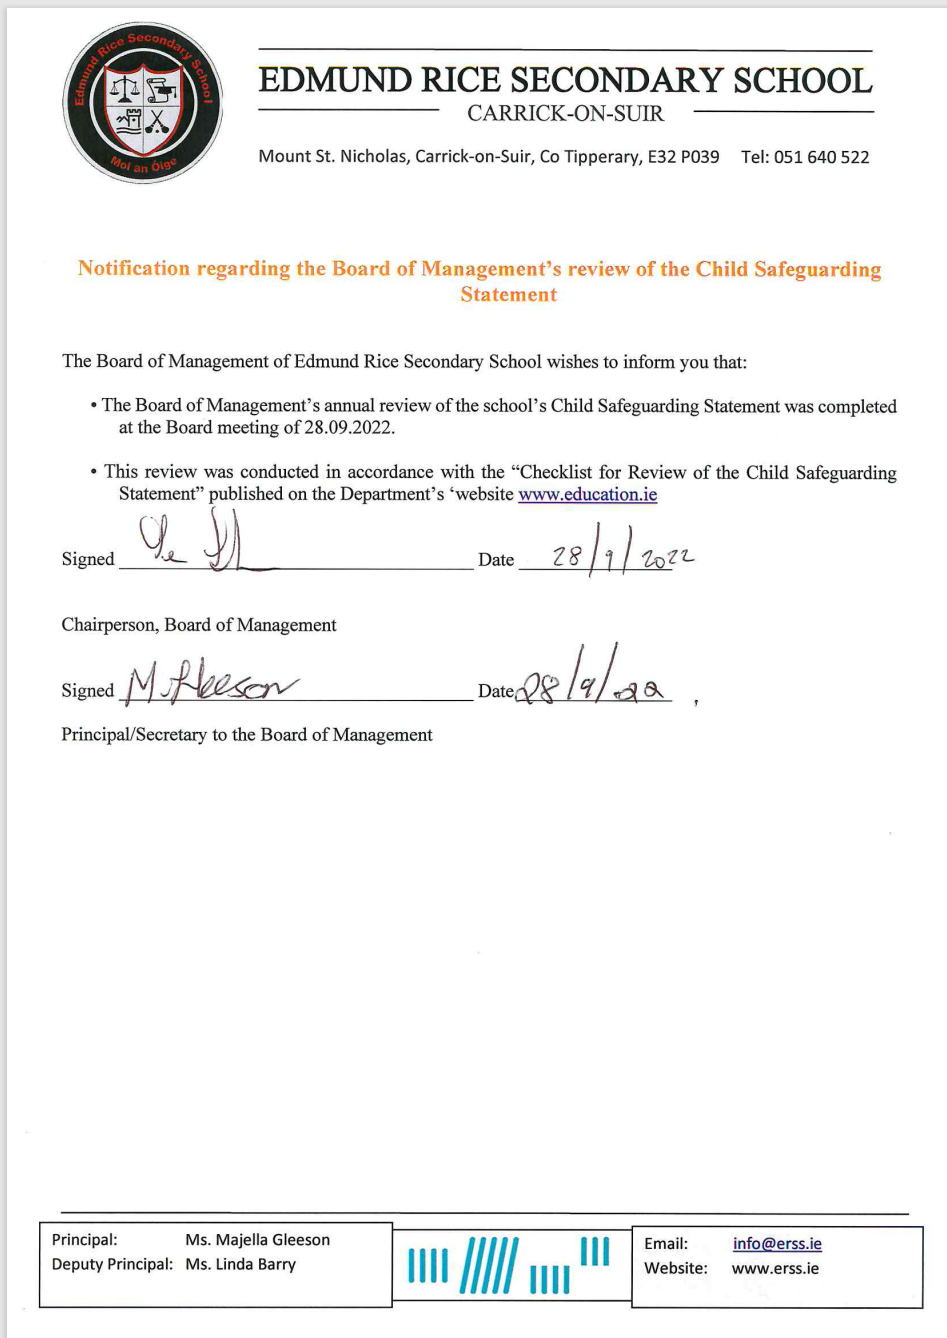 Edmund Rice Secondary School
Mol an Óige
EDMUND RICE SECONDARY SCHOOL
CARRICK-ON-SUIR
Mount St. Nicholas, Carrick-on-Suir, Co Tipperary, E32 P039 Tel: 051 640 522
Notification regarding the Board of Management's review of the Child Safeguarding
Statement
The Board of Management of Edmund Rice Secondary School wishes to inform you that:
• The Board of Management's annual review of the school's Child Safeguarding Statement was completed
at the Board meeting of 28.09.2022.
• This review was conducted in accordance with the “Checklist for Review of the Child Safeguarding
Statement” published on the Department's ‘website www.education.ie
Signed Date 28/9/2022
Chairperson, Board of Management
Signed M. Gleeson Date 28/9/22
Principal/Secretary to the Board of Management
Principal: Ms. Majella Gleeson
Deputy Principal: Ms. Linda Barry
Email: info@erss.ie
Website: www.erss.ie